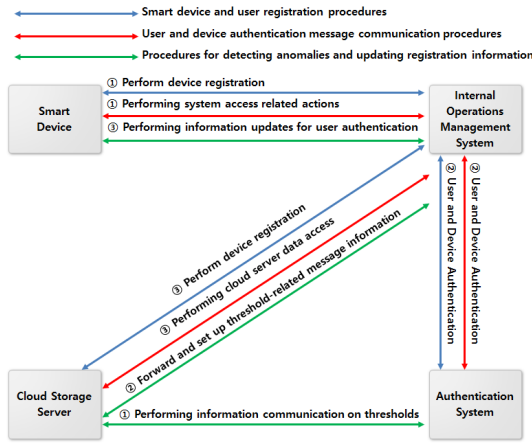 Smart device and user registration procedures
User and device authentication message communication procedures
Procedures for detecting anomalies and updating registration information
Smart
Device
① Perform device registration
① Performing system access related actions
③ Performing information updates for user authentication
Internal
Operations
Management
System
② User and Device Authentication
② User and Device Authentication
③ Perform device registration
③ Performing cloud server data access
② Forward and set up threshold-related message information
Cloud Storage
Server
① Performing information communication on thresholds
Authentication
System